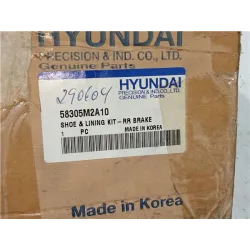 HYUNDAI
PRECISION & IND. CO., LTD.
Genuine Parts
HYUNDAI
PRECISION & IND.CO.,LTD.
GENUINE PARTS
290604
58305M2A10
SHOE & LINING KIT-RR BRAKE
1 PC MADE IN KOREA
Made in Korea